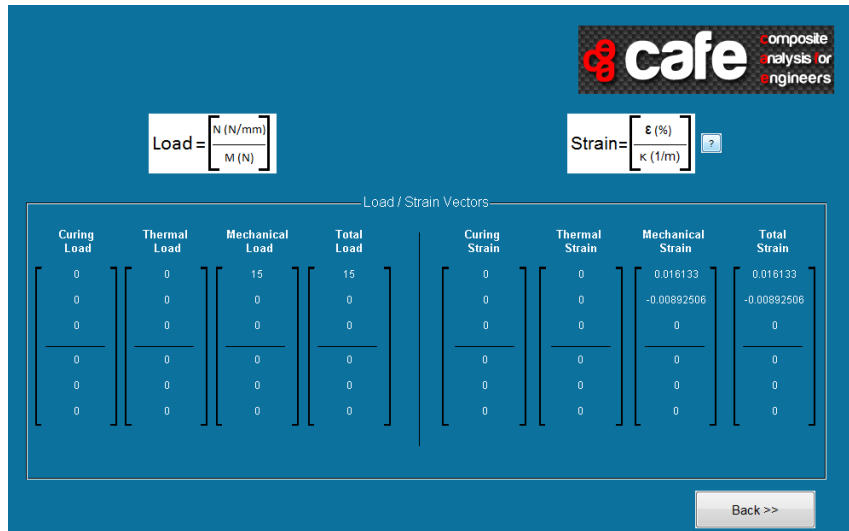 cafe
composite
analysis for
engineers
Load = [N (N/mm) / M (N)]
Strain= [ε (%) / κ (1/m)]
?
Load / Strain Vectors
Curing Load Thermal Load Mechanical Load Total Load Curing Strain Thermal Strain Mechanical Strain Total Strain
0 0 15 15 0 0 0.016133 0.016133
0 0 0 0 0 0 -0.00892506 -0.00892506
0 0 0 0 0 0 0 0
0 0 0 0 0 0 0 0
0 0 0 0 0 0 0 0
0 0 0 0 0 0 0 0
Back >>